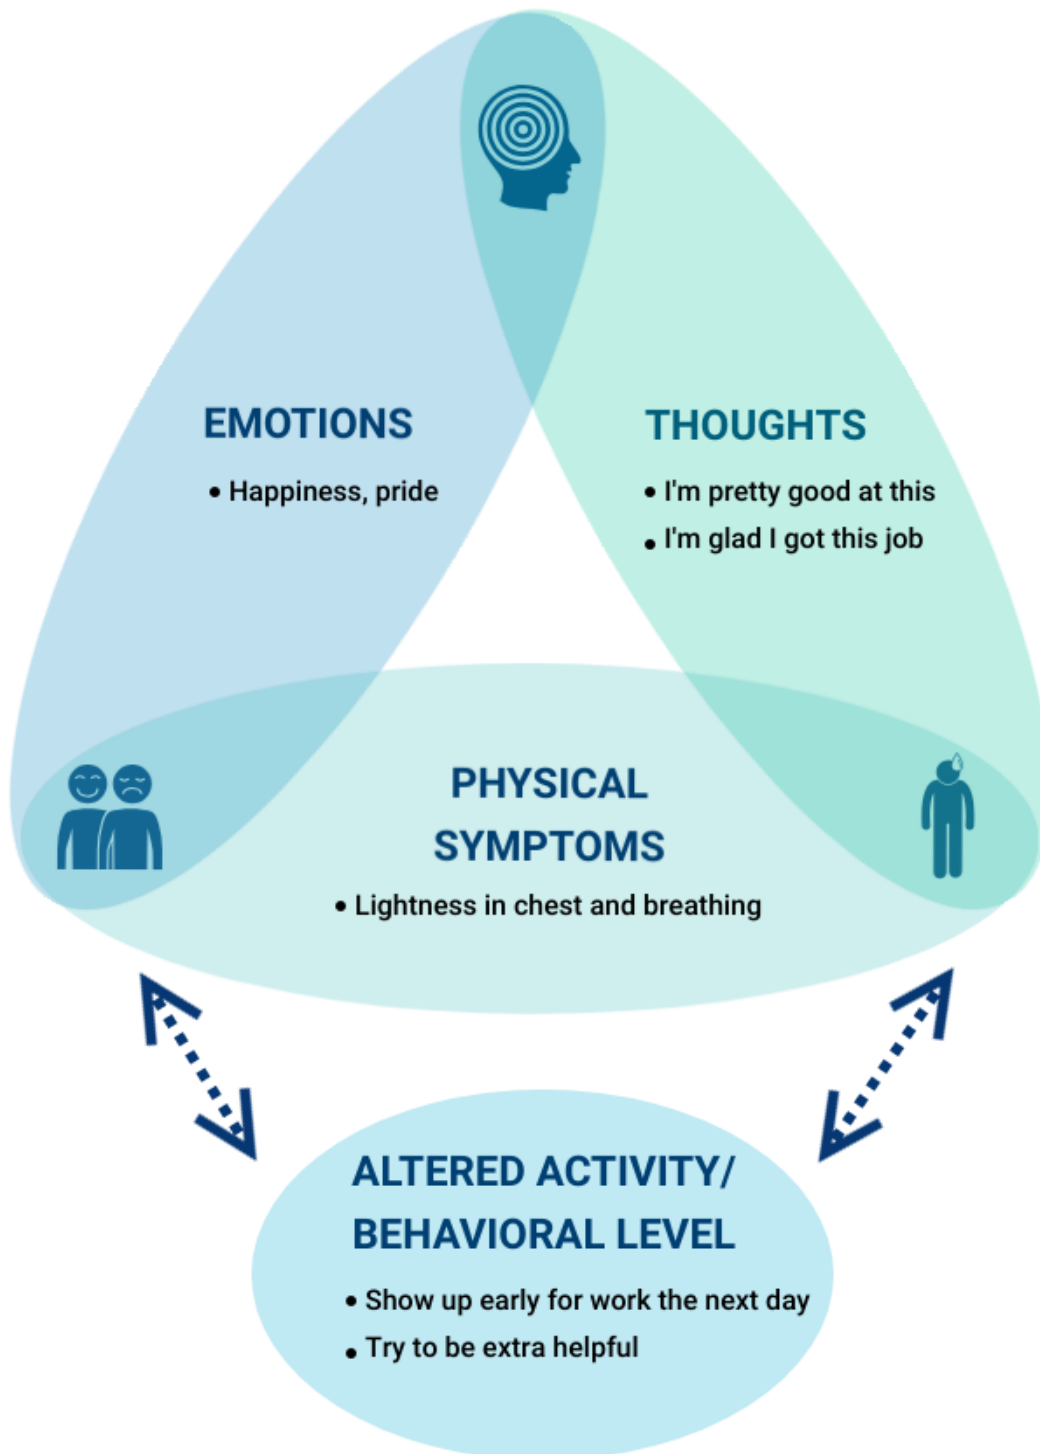 EMOTIONS
• Happiness, pride
THOUGHTS
• I'm pretty good at this
• I'm glad I got this job
PHYSICAL
SYMPTOMS
• Lightness in chest and breathing
ALTERED ACTIVITY/
BEHAVIORAL LEVEL
• Show up early for work the next day
• Try to be extra helpful